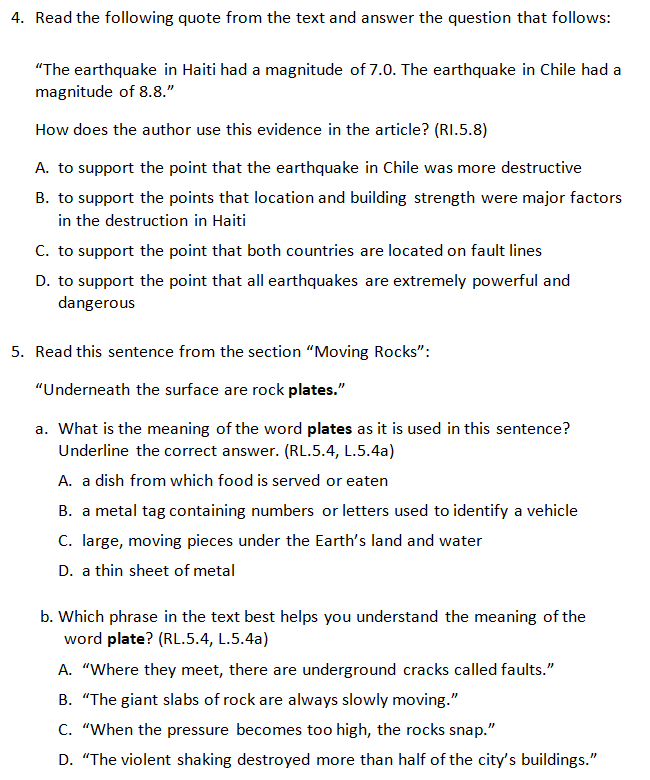 4. Read the following quote from the text and answer the question that follows:
“The earthquake in Haiti had a magnitude of 7.0. The earthquake in Chile had a
magnitude of 8.8.”
How does the author use this evidence in the article? (RI.5.8)
A. to support the point that the earthquake in Chile was more destructive
B. to support the points that location and building strength were major factors
in the destruction in Haiti
C. to support the point that both countries are located on fault lines
D. to support the point that all earthquakes are extremely powerful and
dangerous
5. Read this sentence from the section “Moving Rocks”:
“Underneath the surface are rock plates.”
a. What is the meaning of the word plates as it is used in this sentence?
Underline the correct answer. (RL.5.4, L.5.4a)
A. a dish from which food is served or eaten
B. a metal tag containing numbers or letters used to identify a vehicle
C. large, moving pieces under the Earth’s land and water
D. a thin sheet of metal
b. Which phrase in the text best helps you understand the meaning of the
word plate? (RL.5.4, L.5.4a)
A. “Where they meet, there are underground cracks called faults.”
B. “The giant slabs of rock are always slowly moving.”
C. “When the pressure becomes too high, the rocks snap.”
D. “The violent shaking destroyed more than half of the city’s buildings.”